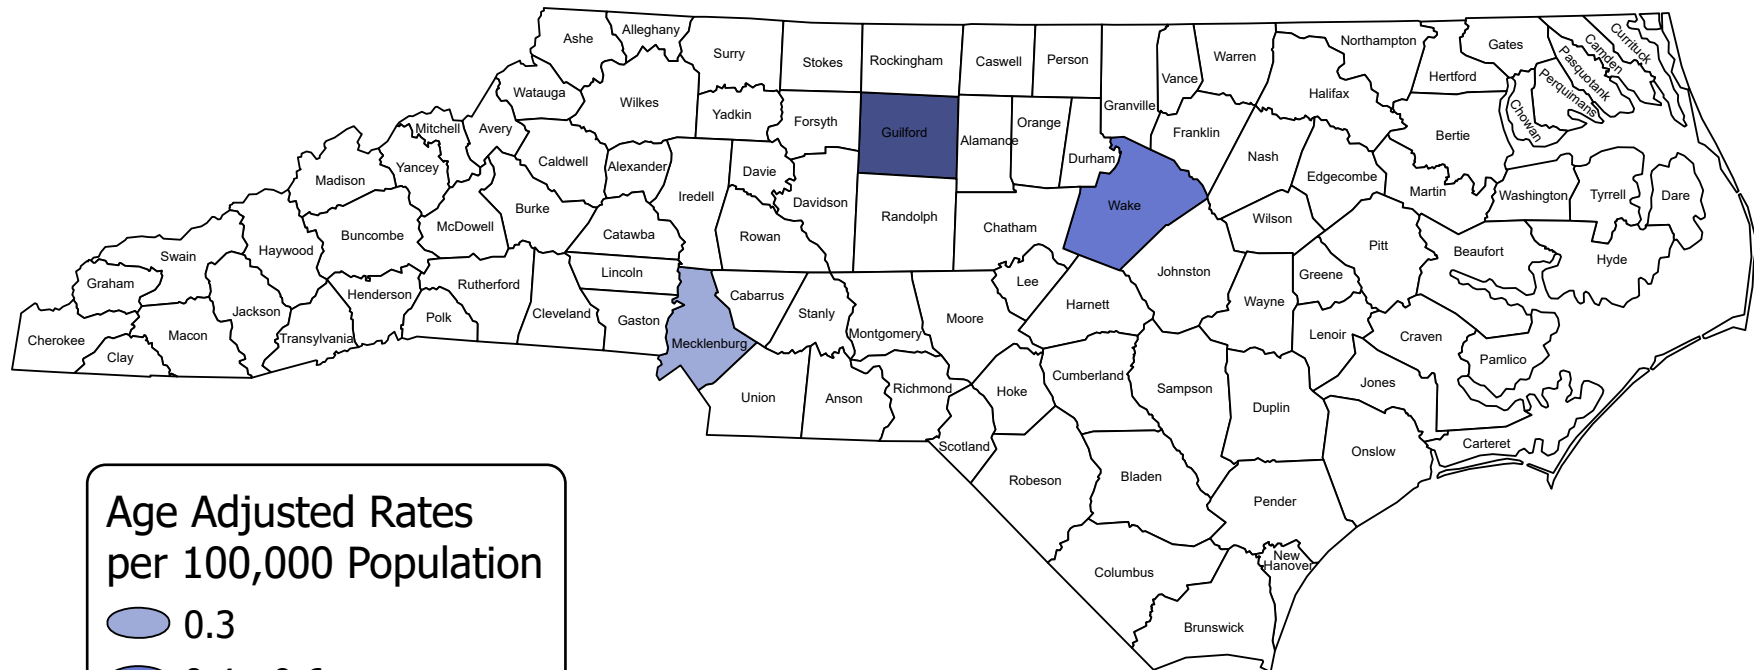 Ashe
Alleghany
Surry
Stokes
Rockingham
Caswell
Person
Granville
Vance
Warren
Northampton
Halifax
Hertford
Gates
Currituck
Camden
Pasquotank
Perquimans
Chowan
Bertie
Watauga
Wilkes
Yadkin
Forsyth
Guilford
Alamance
Orange
Durham
Franklin
Nash
Edgecombe
Martin
Washington
Tyrrell
Dare
Mitchell
Avery
Yancey
Caldwell
Alexander
Iredell
Davie
Davidson
Randolph
Chatham
Wake
Wilson
Pitt
Beaufort
Hyde
Madison
Buncombe
McDowell
Burke
Catawba
Rowan
Lee
Harnett
Johnston
Wayne
Greene
Lenoir
Craven
Pamlico
Swain
Haywood
Graham
Jackson
Henderson
Rutherford
Polk
Cleveland
Lincoln
Gaston
Mecklenburg
Cabarrus
Stanly
Montgomery
Moore
Cherokee
Clay
Macon
Transylvania
Union
Anson
Richmond
Scotland
Hoke
Cumberland
Sampson
Duplin
Jones
Onslow
Carteret
Robeson
Bladen
Pender
Columbus
Brunswick
New
Hanover
Age Adjusted Rates
per 100,000 Population
0.3